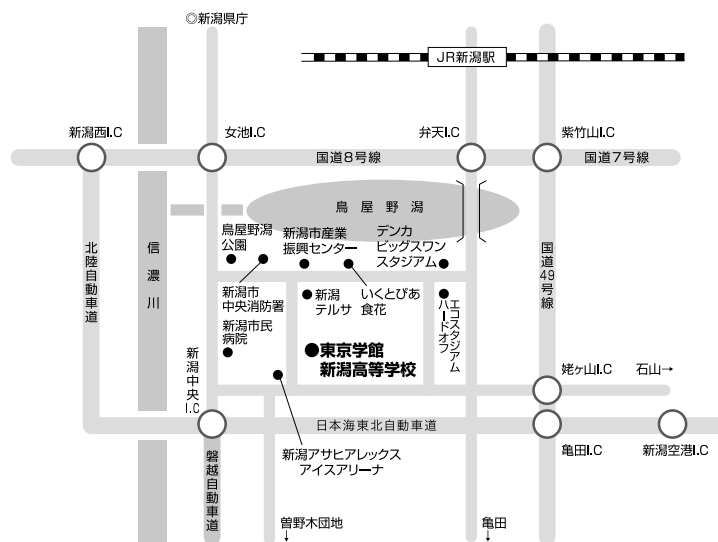 ◎新潟県庁
JR新潟駅
新潟西I.C
女池I.C
弁天I.C
紫竹山I.C
国道8号線
国道7号線
鳥屋野潟
鳥屋野潟
公園
新潟市産業
振興センター
デンカ
ビッグスワン
スタジアム
北陸自動車道
信濃川
国道49号線
新潟市
中央消防署
新潟
テルサ
いくとぴあ
食花
ハードオフ
エコスタジアム
新潟市民
病院
東京学館
新潟高等学校
新潟中央
I.C
姥ヶ山I.C
石山→
日本海東北自動車道
亀田I.C
新潟空港I.C
新潟アサヒアレックス
アイスアリーナ
磐越自動車道
曽野木団地
↓
亀田
↓